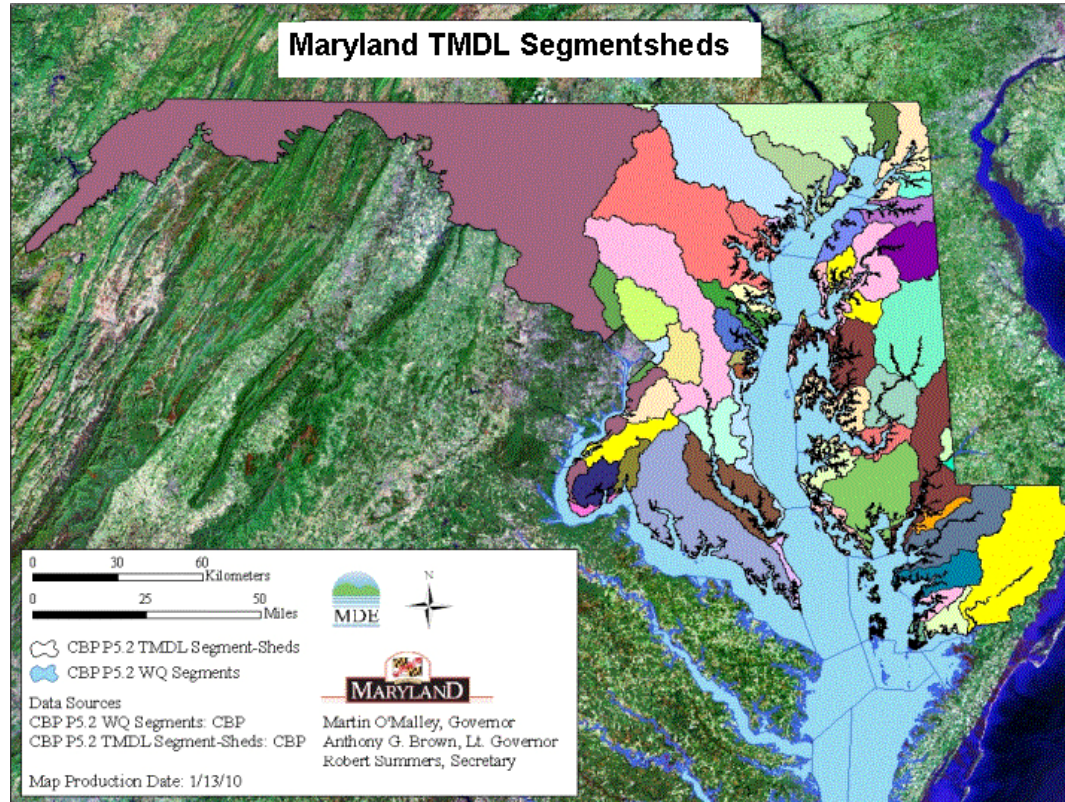 Maryland TMDL Segmentsheds
0 30 60
Kilometers
0 25 50
Miles
MDE
N
CBP P5.2 TMDL Segment-Sheds
CBP P5.2 WQ Segments
Data Sources
CBP P5.2 WQ Segments: CBP
CBP P5.2 TMDL Segment-Sheds: CBP
Map Production Date: 1/13/10
MARYLAND
Martin O'Malley, Governor
Anthony G. Brown, Lt. Governor
Robert Summers, Secretary